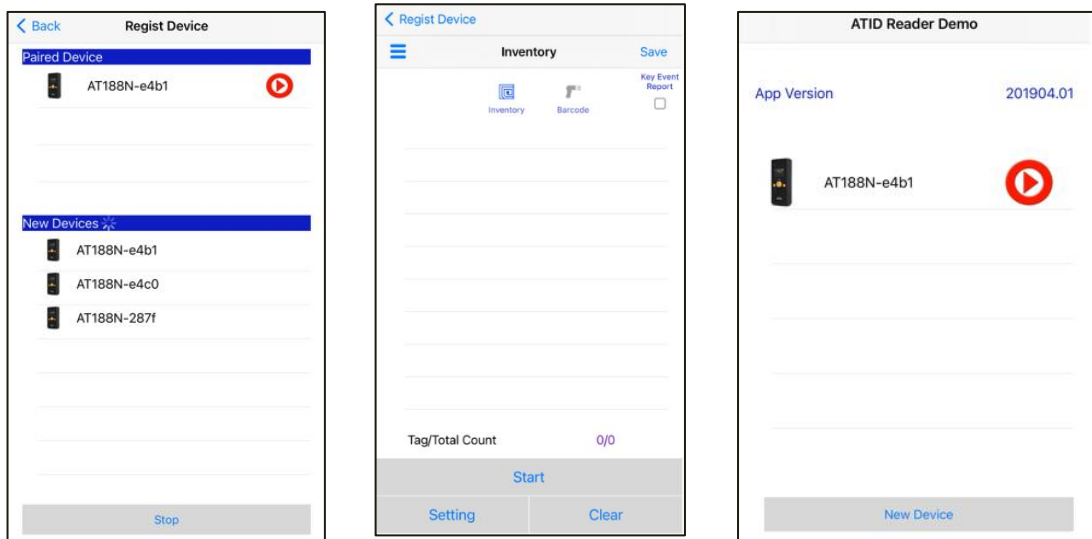 Back Regist Device
Paired Device
AT188N-e4b1
New Devices
AT188N-e4b1
AT188N-e4c0
AT188N-287f
Stop
Regist Device
Inventory Save
Key Event
Report
Inventory Barcode
Tag/Total Count 0/0
Start
Setting Clear
ATID Reader Demo
App Version 201904.01
AT188N-e4b1
New Device